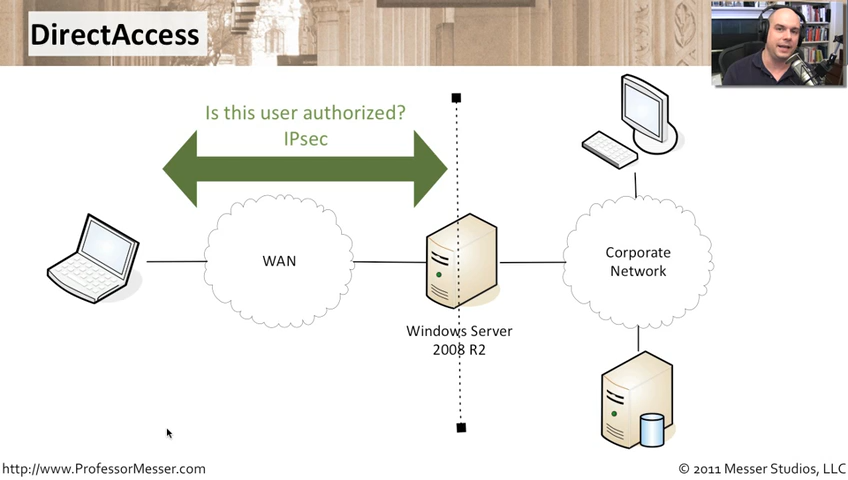 DirectAccess
Is this user authorized?
IPsec
WAN
Corporate
Network
Windows Server
2008 R2
http://www.ProfessorMesser.com
© 2011 Messer Studios, LLC